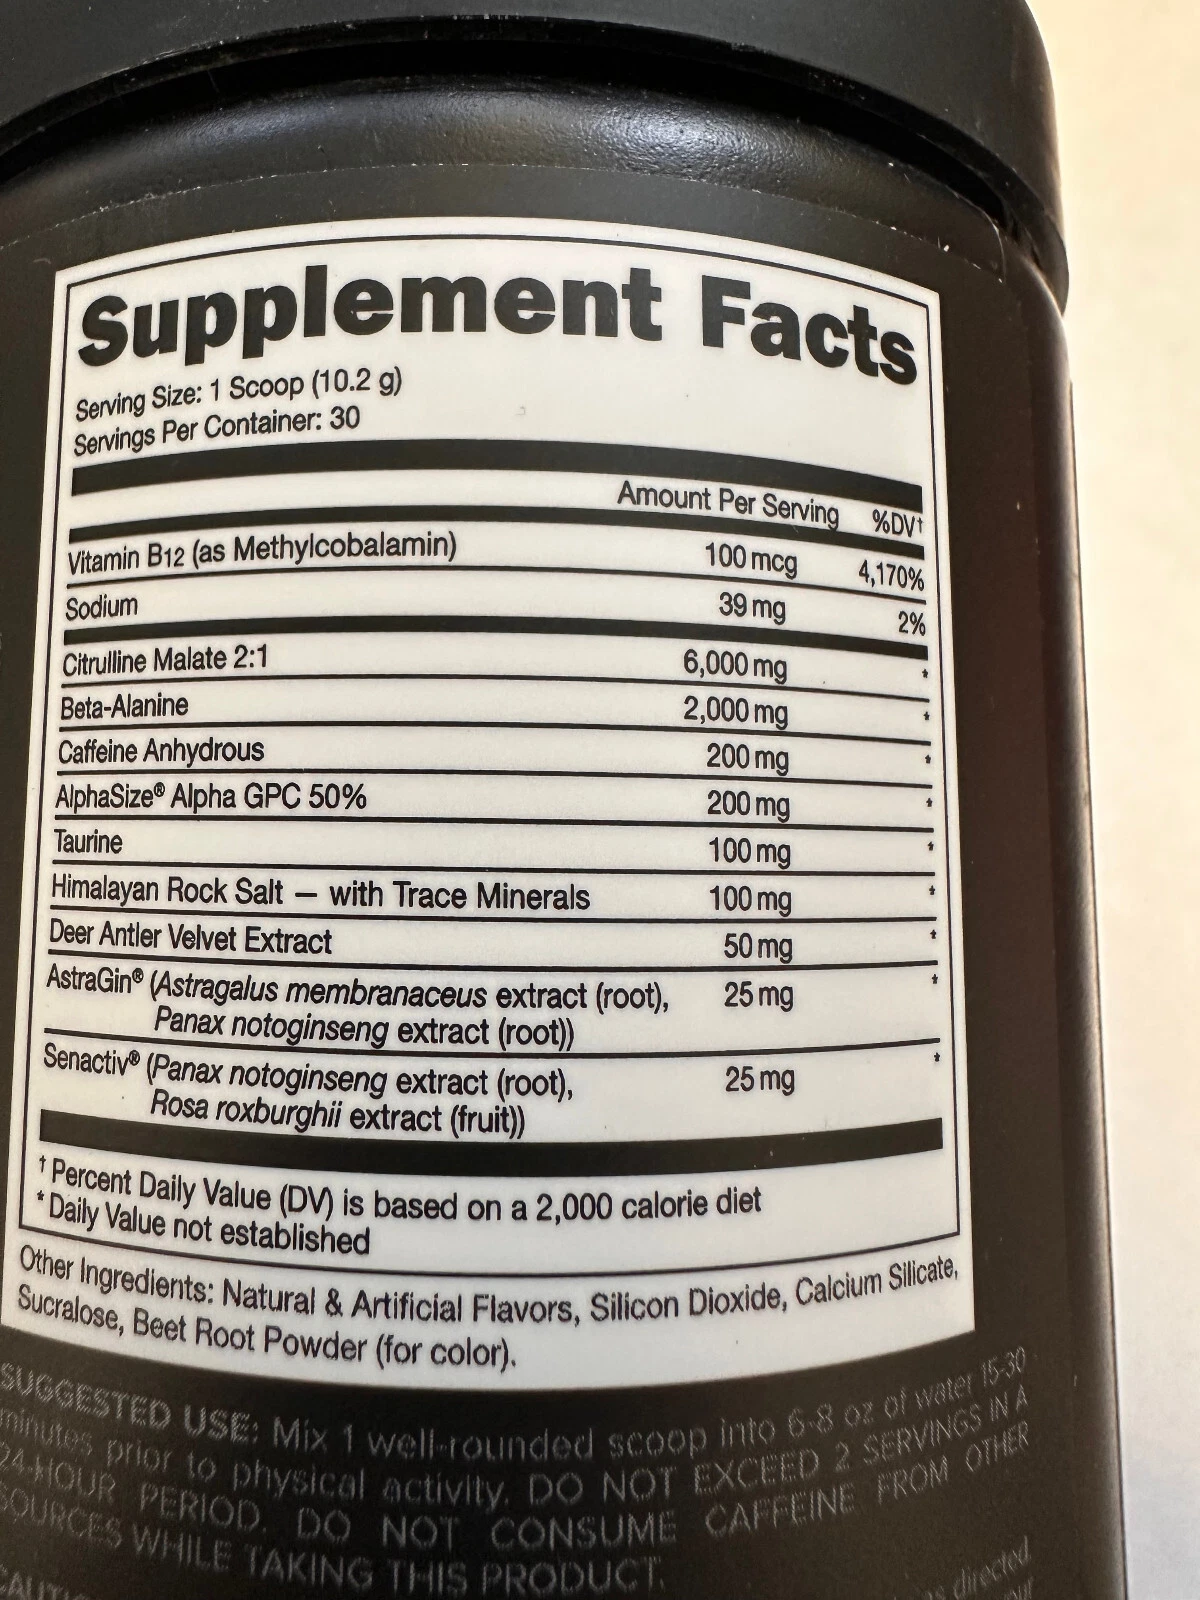 Supplement Facts
Serving Size: 1 Scoop (10.2 g)
Servings Per Container: 30
Amount Per Serving %DV†
Vitamin B12 (as Methylcobalamin) 100 mcg 4,170%
Sodium 39 mg 2%
Citrulline Malate 2:1 6,000 mg *
Beta-Alanine 2,000 mg *
Caffeine Anhydrous 200 mg *
AlphaSize® Alpha GPC 50% 200 mg *
Taurine 100 mg *
Himalayan Rock Salt – with Trace Minerals 100 mg *
Deer Antler Velvet Extract 50 mg *
AstraGin® (Astragalus membranaceus extract (root), 25 mg *
Panax notoginseng extract (root))
Senactiv® (Panax notoginseng extract (root), 25 mg *
Rosa roxburghii extract (fruit))
† Percent Daily Value (DV) is based on a 2,000 calorie diet
* Daily Value not established
Other Ingredients: Natural & Artificial Flavors, Silicon Dioxide, Calcium Silicate,
Sucralose, Beet Root Powder (for color).
SUGGESTED USE: Mix 1 well-rounded scoop into 6-8 oz of water 15-30
minutes prior to physical activity. DO NOT EXCEED 2 SERVINGS IN A
24-HOUR PERIOD. DO NOT CONSUME CAFFEINE FROM OTHER
SOURCES WHILE TAKING THIS PRODUCT.
as directed